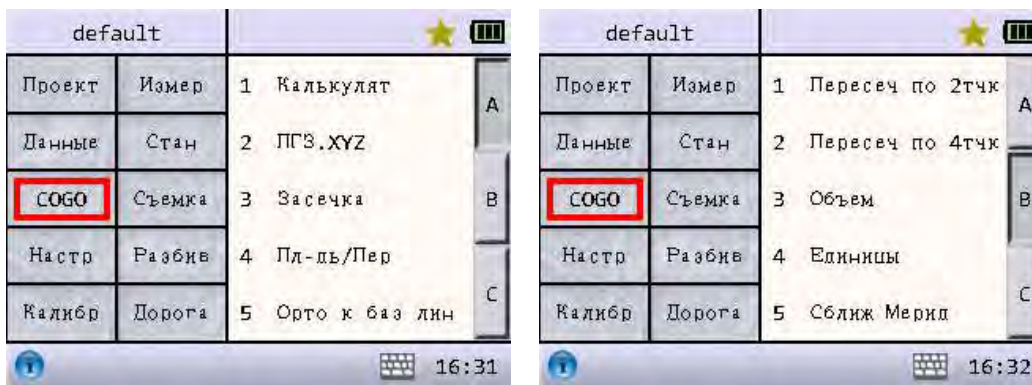 default
Проект Измер
Данные Стан
COGO Съемка
Настр Разбив
Калибр Дорога
1 Калькулят
2 ПГЗ.XYZ
3 Засечка
4 Пл-дь/Пер
5 Орто к баз лин
A
B
C
16:31
default
Проект Измер
Данные Стан
COGO Съемка
Настр Разбив
Калибр Дорога
1 Пересеч по 2тчк
2 Пересеч по 4тчк
3 Объем
4 Единицы
5 Сближ Мерид
A
B
C
16:32